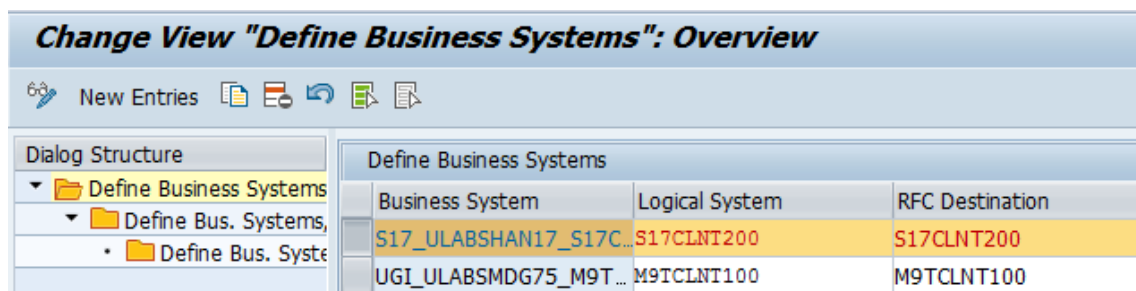 Change View "Define Business Systems": Overview
New Entries
Dialog Structure
Define Business Systems
Define Bus. Systems,
Define Bus. Syste
Define Business Systems
Business System Logical System RFC Destination
S17_ULABSHAN17_S17C... S17CLNT200 S17CLNT200
UGI_ULABSMDG75_M9T... M9TCLNT100 M9TCLNT100